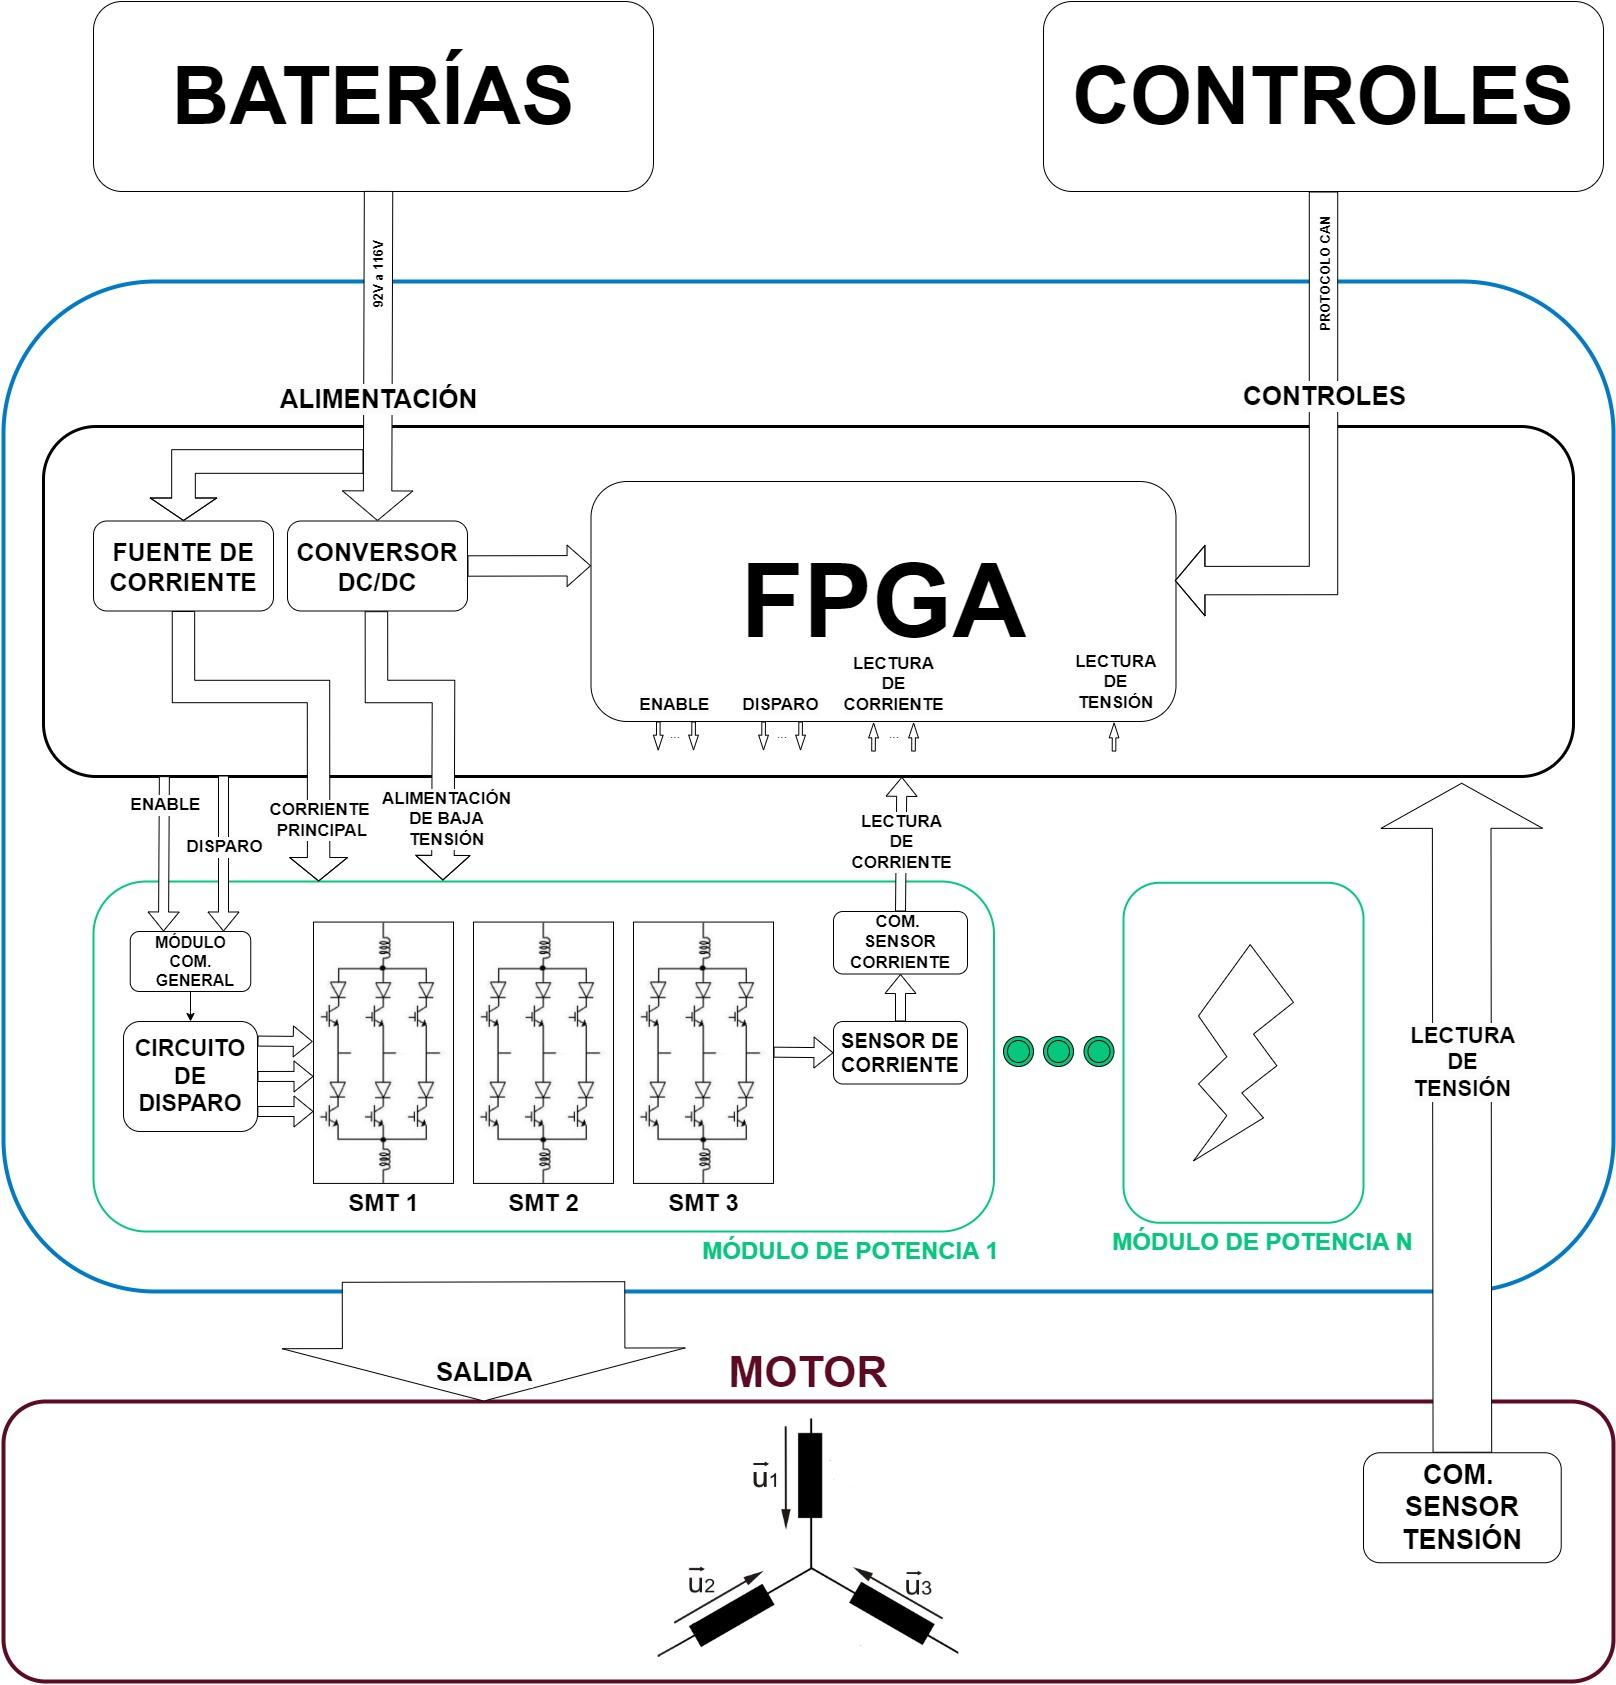 BATERÍAS
CONTROLES
92V a 116V
PROTOCOLO CAN
ALIMENTACIÓN
CONTROLES
FUENTE DE
CORRIENTE
CONVERSOR
DC/DC
FPGA
ENABLE
...
DISPARO
...
LECTURA
DE
CORRIENTE
...
LECTURA
DE
TENSIÓN
ENABLE
DISPARO
CORRIENTE
PRINCIPAL
ALIMENTACIÓN
DE BAJA
TENSIÓN
LECTURA
DE
CORRIENTE
MÓDULO
COM.
GENERAL
CIRCUITO
DE
DISPARO
SMT 1
SMT 2
SMT 3
COM.
SENSOR
CORRIENTE
SENSOR DE
CORRIENTE
MÓDULO DE POTENCIA 1
MÓDULO DE POTENCIA N
LECTURA
DE
TENSIÓN
SALIDA
MOTOR
u1
u2
u3
COM.
SENSOR
TENSIÓN